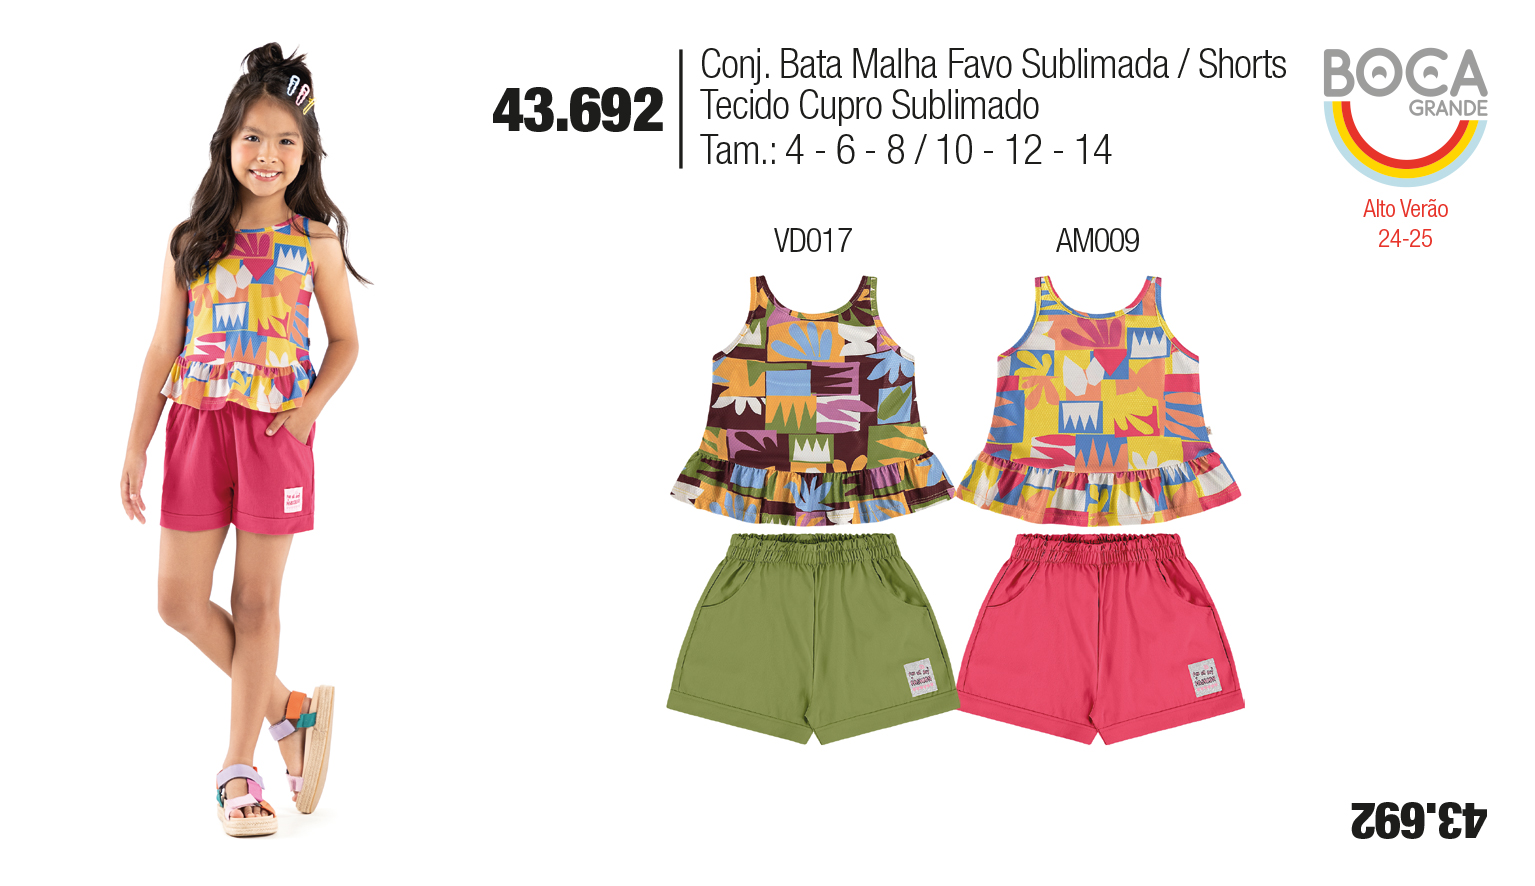 43.692
Conj. Bata Malha Favo Sublimada / Shorts
Tecido Cupro Sublimado
Tam.: 4 - 6 - 8 / 10 - 12 - 14
BOCA
GRANDE
Alto Verão
24-25
VD017
AM009
43.692